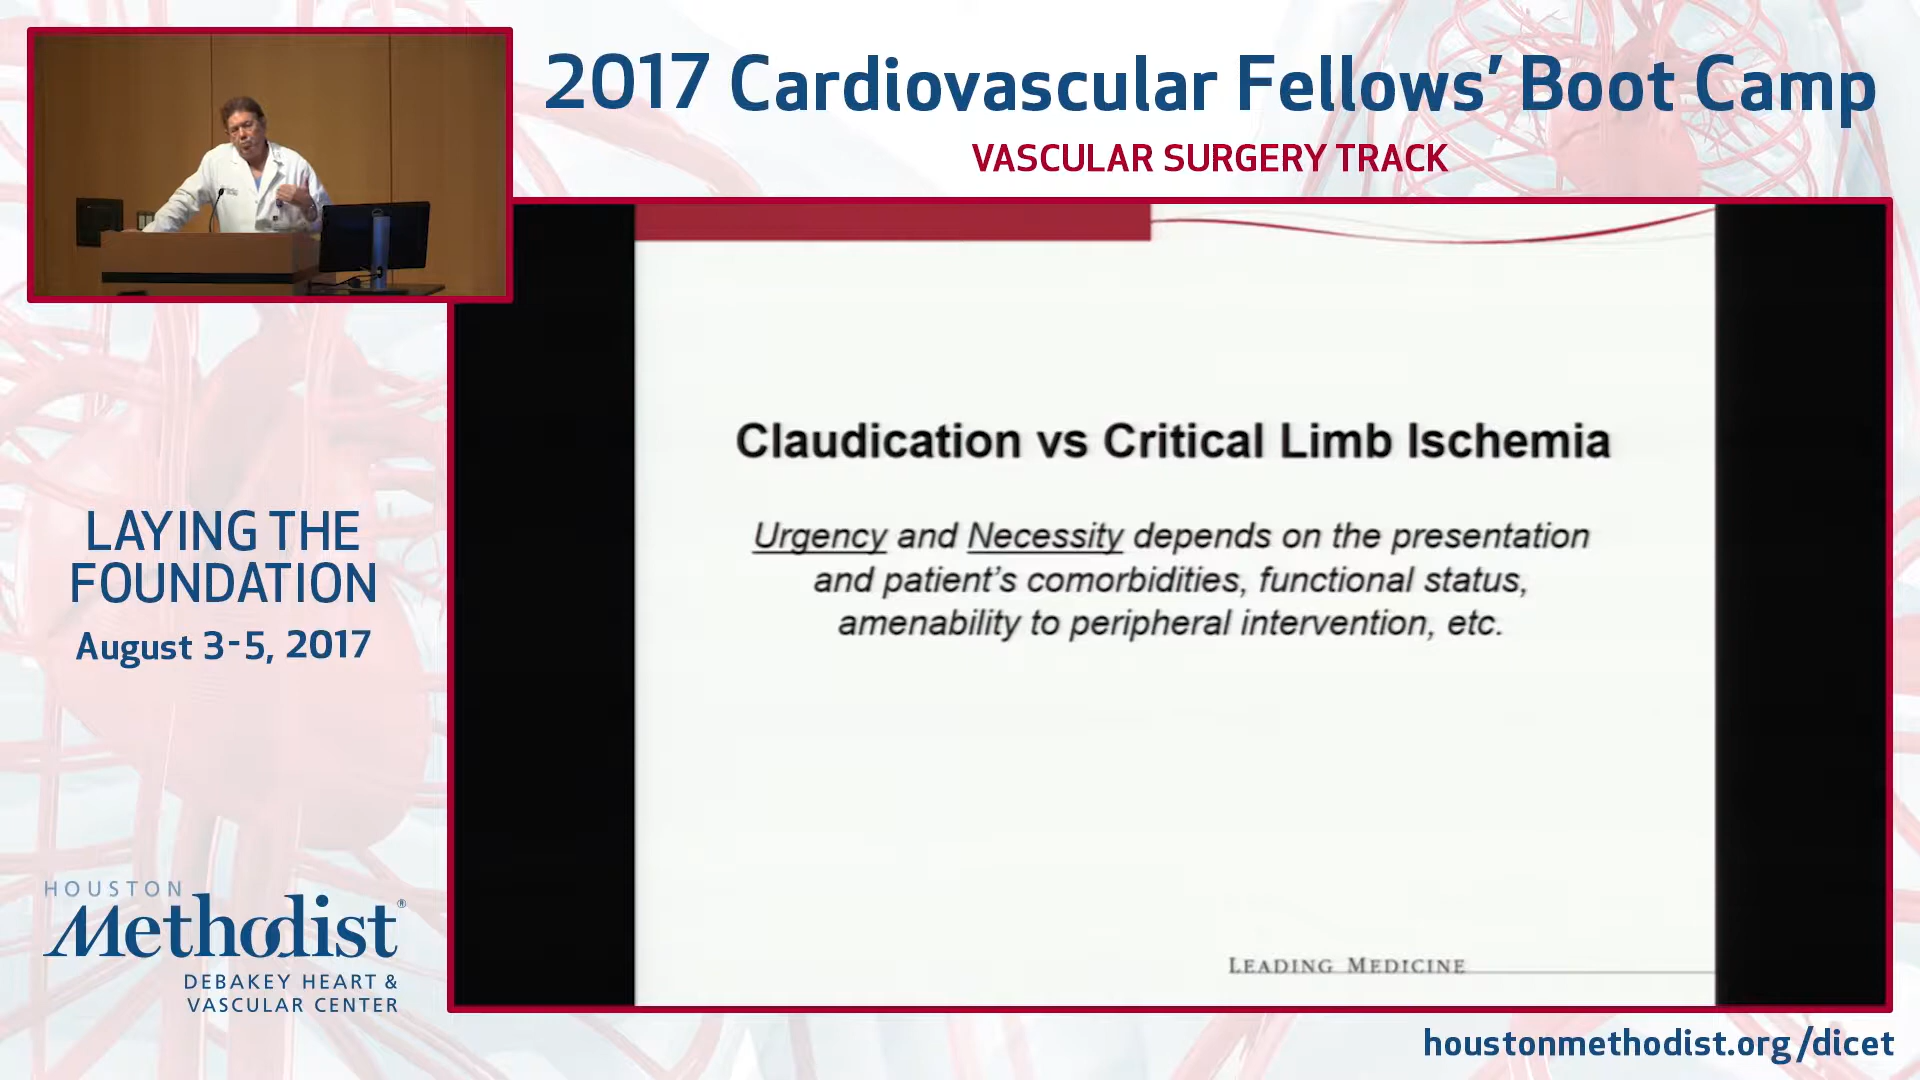 2017 Cardiovascular Fellows’ Boot Camp
VASCULAR SURGERY TRACK
Claudication vs Critical Limb Ischemia
Urgency and Necessity depends on the presentation
and patient’s comorbidities, functional status,
amenability to peripheral intervention, etc.
LEADING MEDICINE
LAYING THE
FOUNDATION
August 3-5, 2017
HOUSTON
Methodist®
DEBAKEY HEART &
VASCULAR CENTER
houstonmethodist.org/dicet